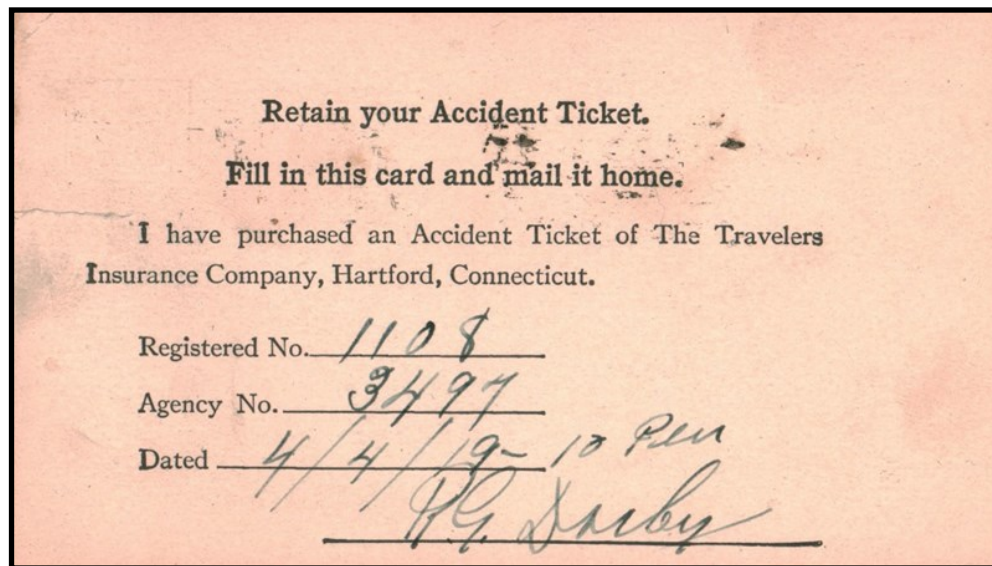 Retain your Accident Ticket.
Fill in this card and mail it home.
I have purchased an Accident Ticket of The Travelers
Insurance Company, Hartford, Connecticut.
Registered No. 1108
Agency No. 3497
Dated 4/4/19- 10
Darby